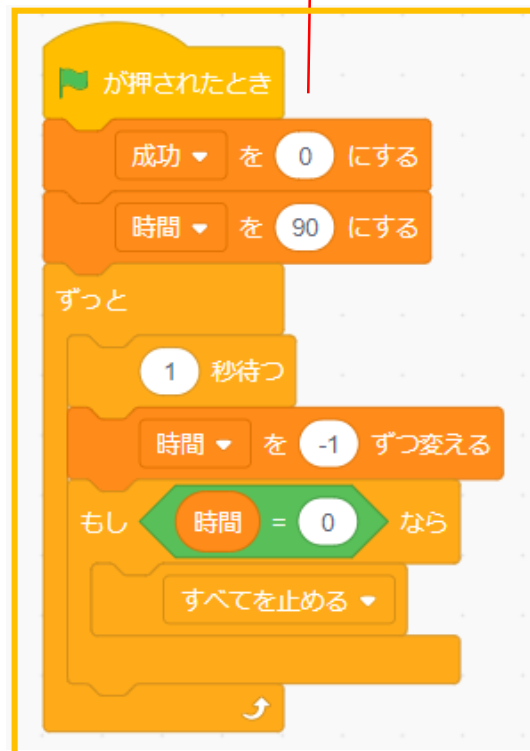 が押されたとき
成功 を 0 にする
時間 を 90 にする
ずっと
1 秒待つ
時間 を -1 ずつ変える
もし 時間 = 0 なら
すべてを止める